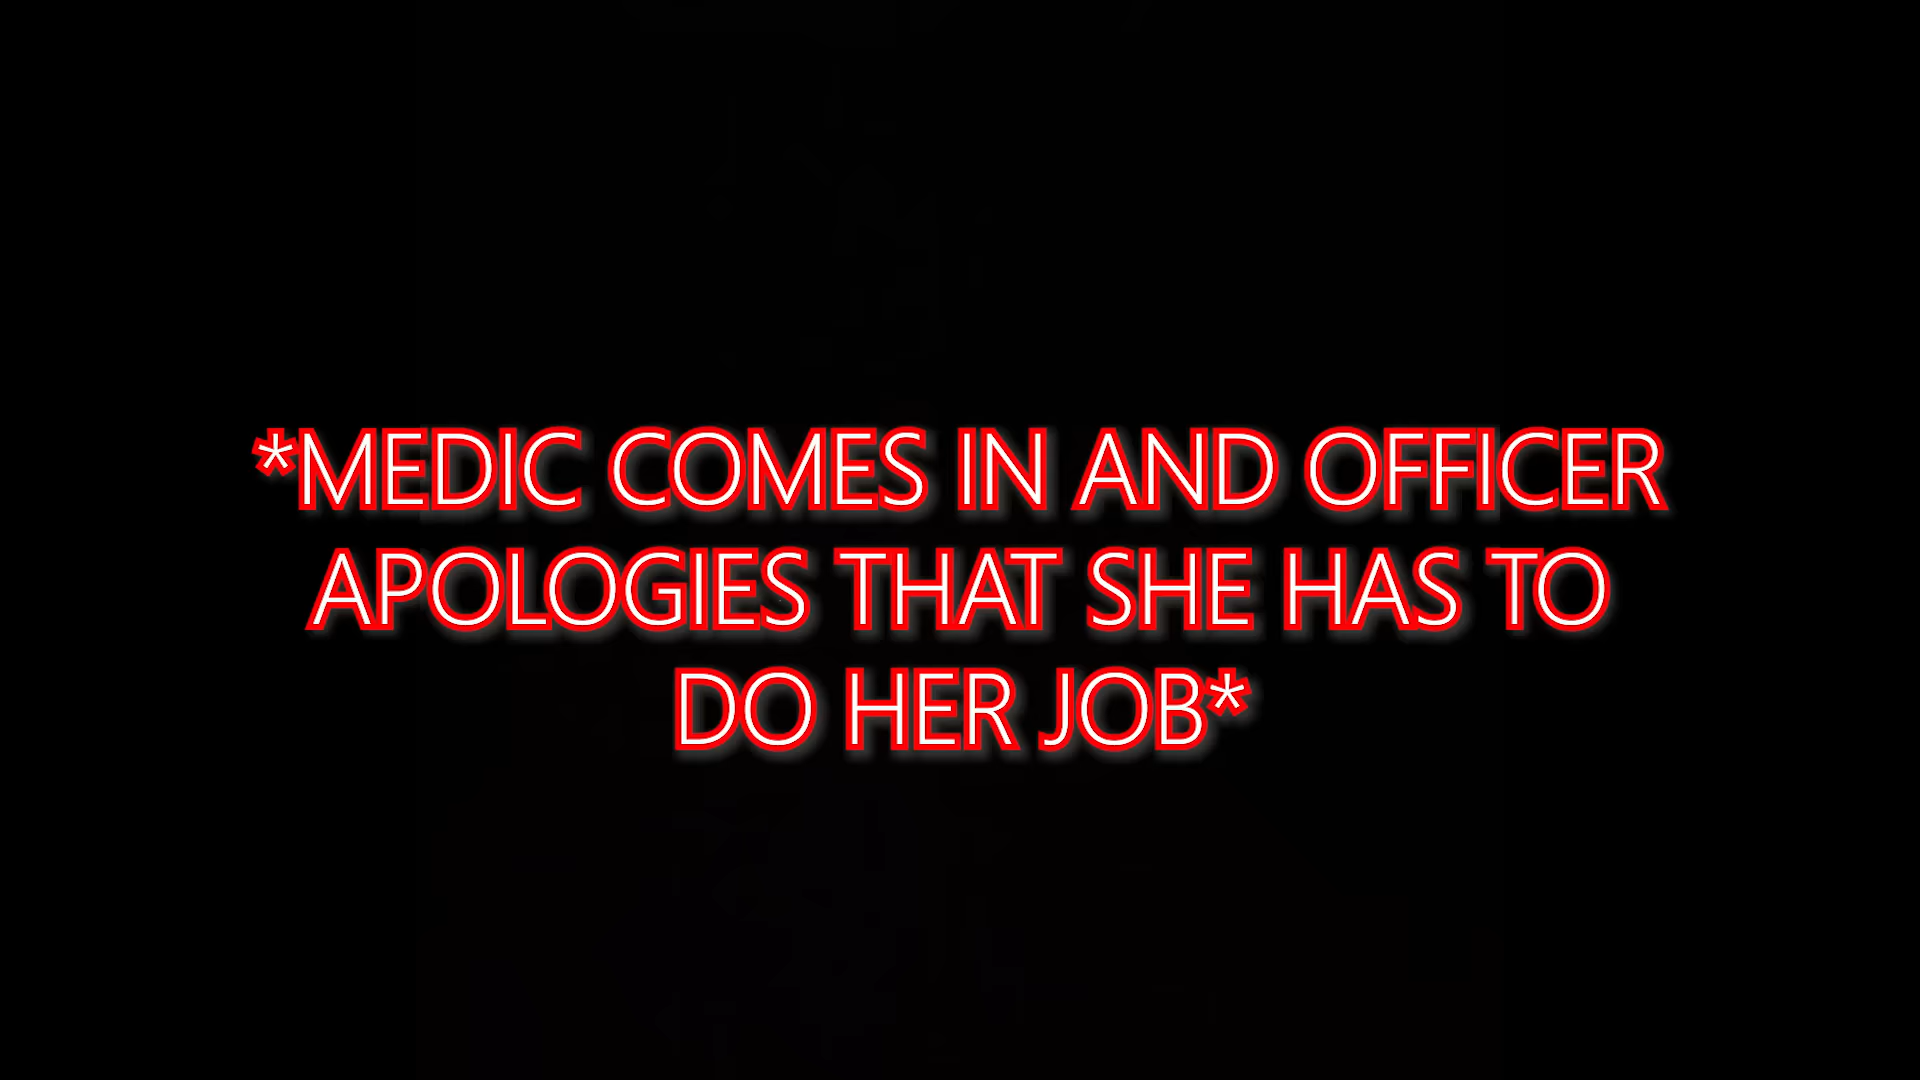 *MEDIC COMES IN AND OFFICER
APOLOGIES THAT SHE HAS TO
DO HER JOB*